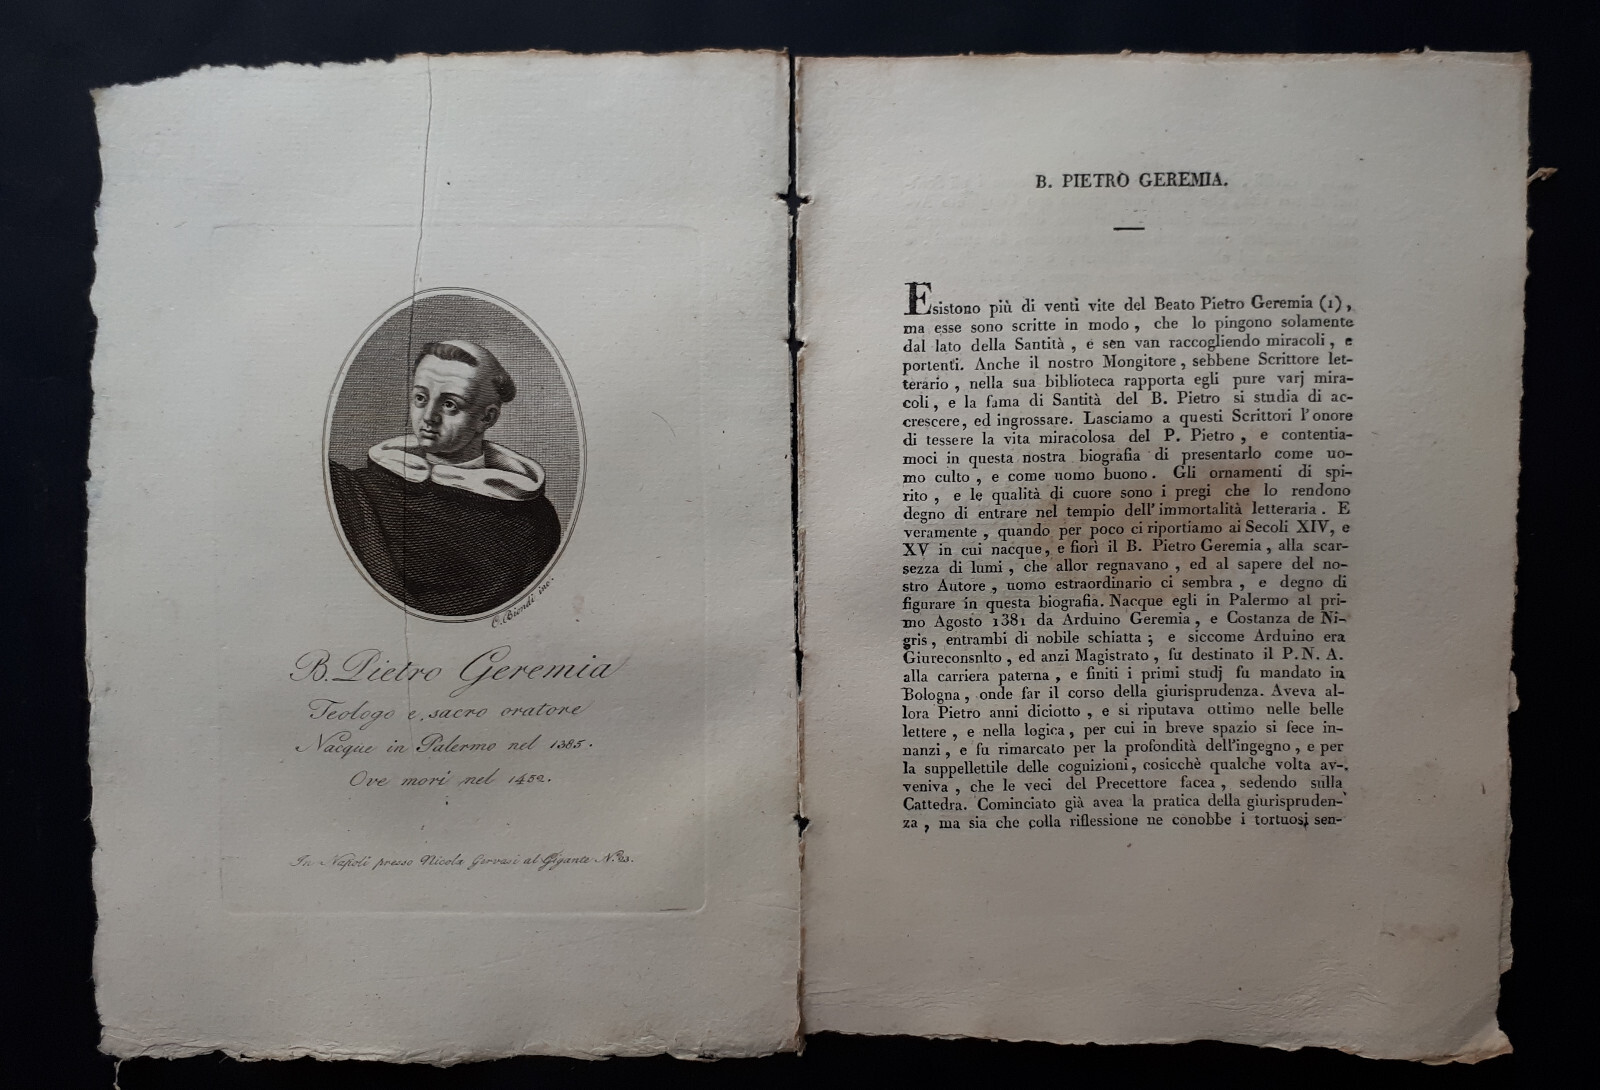 C. Biondi inc.
B. Pietro Geremia
Teologo e sacro oratore
Nacque in Palermo nel 1385.
Ove morì nel 1452.
In Napoli presso Nicola Gervasi al Gigante N.º 23.
B. PIETRO GEREMIA.
Esistono più di venti vite del Beato Pietro Geremia (1),
ma esse sono scritte in modo, che lo pingono solamente
dal lato della Santità, e sen van raccogliendo miracoli, e
portenti. Anche il nostro Mongitore, sebbene Scrittore let-
terario, nella sua biblioteca rapporta egli pure varj mira-
coli, e la fama di Santità del B. Pietro si studia di ac-
crescere, ed ingrossare. Lasciamo a questi Scrittori l'onore
di tessere la vita miracolosa del P. Pietro, e contentia-
moci in questa nostra biografia di presentarlo come uo-
mo culto, e come uomo buono. Gli ornamenti di spi-
rito, e le qualità di cuore sono i pregi che lo rendono
degno di entrare nel tempio dell'immortalità letteraria. E
veramente, quando per poco ci riportiamo ai Secoli XIV, e
XV in cui nacque, e fiorì il B. Pietro Geremia, alla scar-
sezza di lumi, che allor regnavano, ed al sapere del no-
stro Autore, uomo estraordinario ci sembra, e degno di
figurare in questa biografia. Nacque egli in Palermo al pri-
mo Agosto 1381 da Arduino Geremia, e Costanza de Ni-
gris, entrambi di nobile schiatta; e siccome Arduino era
Giureconsnlto, ed anzi Magistrato, fu destinato il P. N. A.
alla carriera paterna, e finiti i primi studj fu mandato in
Bologna, onde far il corso della giurisprudenza. Aveva al-
lora Pietro anni diciotto, e si riputava ottimo nelle belle
lettere, e nella logica, per cui in breve spazio si fece in-
nanzi, e fu rimarcato per la profondità dell'ingegno, e per
la suppellettile delle cognizioni, cosicchè qualche volta av-
veniva, che le veci del Precettore facea, sedendo sulla
Cattedra. Cominciato già avea la pratica della giurispruden-
za, ma sia che colla riflessione ne conobbe i tortuosi sen-